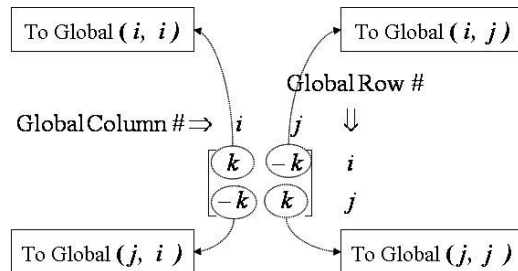 To Global (i, i) To Global (i, j)
Global Row #
Global Column # ⇒ i j ⇓
k -k i
-k k j
To Global (j, i) To Global (j, j)